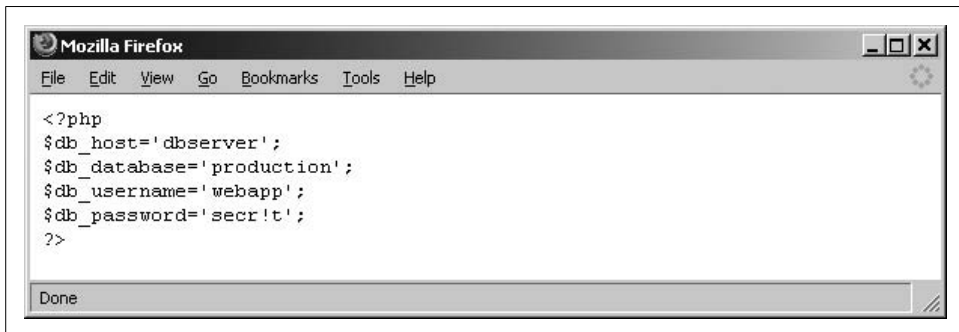 Mozilla Firefox
File Edit View Go Bookmarks Tools Help
<?php
$db_host='dbserver';
$db_database='production';
$db_username='webapp';
$db_password='secr!t';
?>
Done